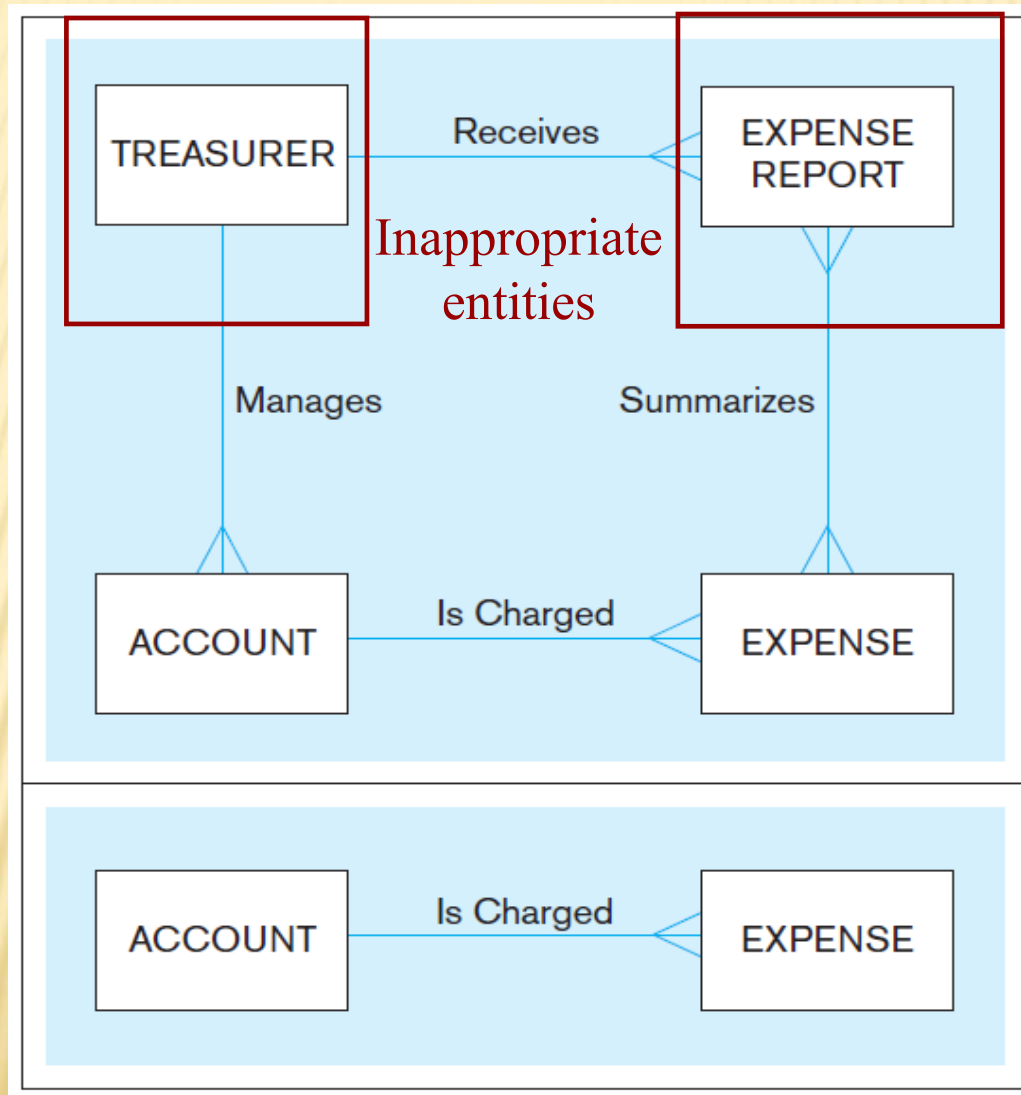 TREASURER
Receives
EXPENSE
REPORT
Inappropriate
entities
Manages
Summarizes
ACCOUNT
Is Charged
EXPENSE
ACCOUNT
Is Charged
EXPENSE